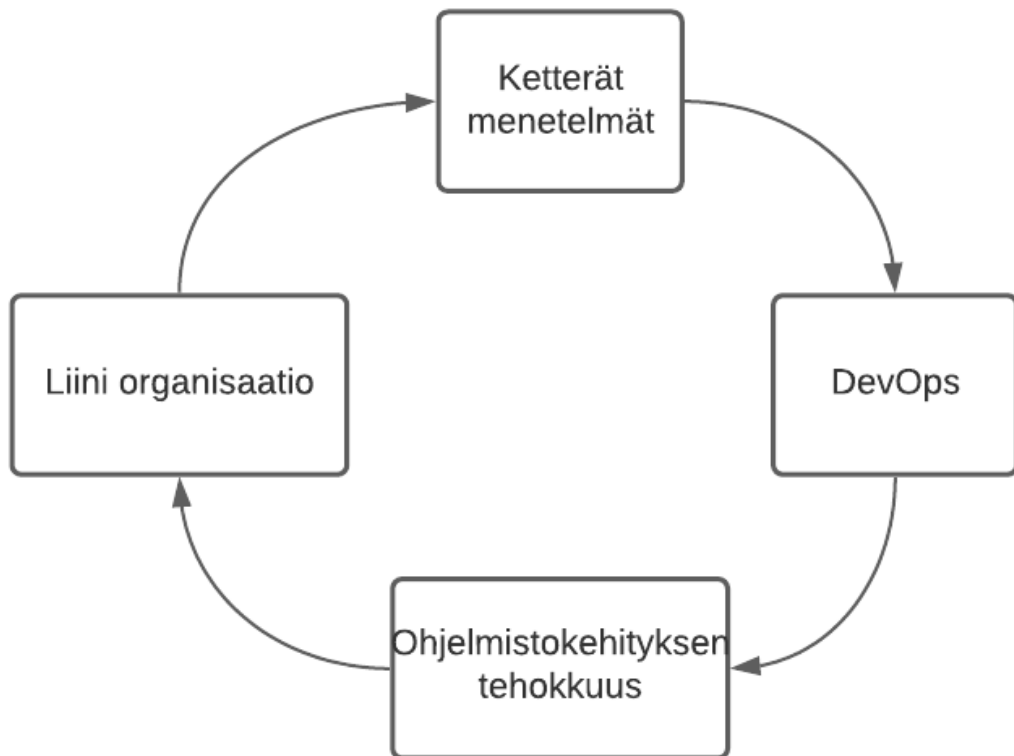 Ketterät
menetelmät
Liini organisaatio
DevOps
Ohjelmistokehityksen
tehokkuus